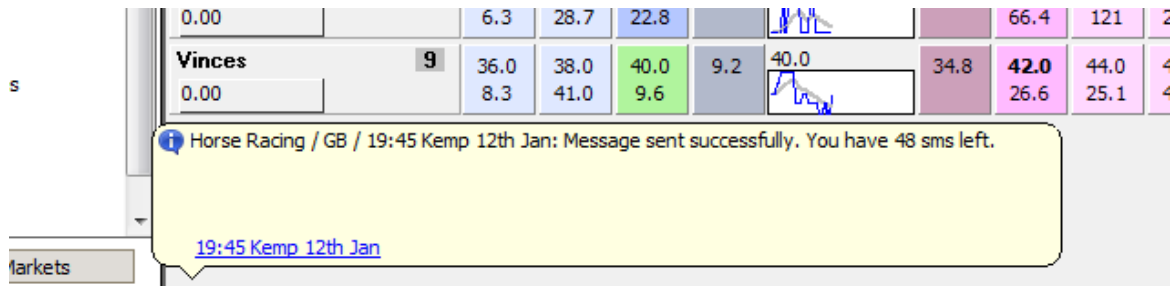 0.00 6.3 28.7 22.8 66.4 121 2
Vinces 9 36.0 38.0 40.0 9.2 40.0 34.8 42.0 44.0 4
0.00 8.3 41.0 9.6 26.6 25.1 4
s
Horse Racing / GB / 19:45 Kemp 12th Jan: Message sent successfully. You have 48 sms left.
19:45 Kemp 12th Jan
Markets